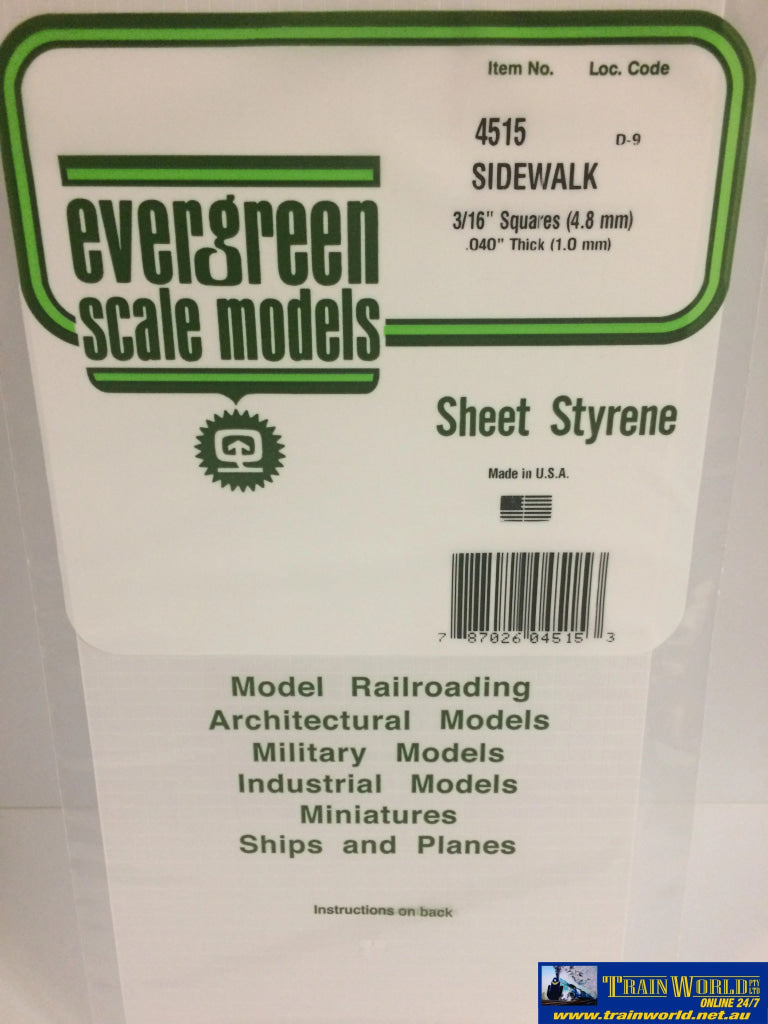 Item No. Loc. Code
4515 D-9
SIDEWALK
3/16" Squares (4.8 mm)
.040" Thick (1.0 mm)
evergreen
scale models
Sheet Styrene
Made in U.S.A.
7 87026 04515 3
Model Railroading
Architectural Models
Military Models
Industrial Models
Miniatures
Ships and Planes
Instructions on back
TRAIN WORLD PTY LTD
ONLINE 24/7
www.trainworld.net.au